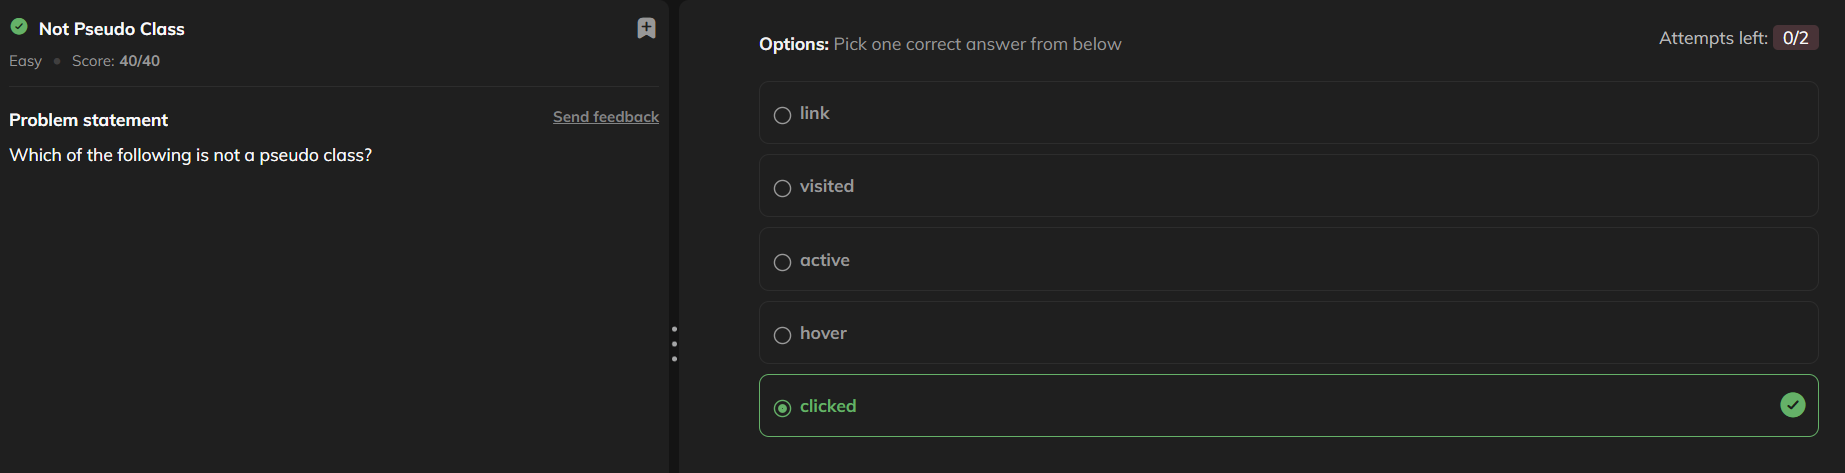 Not Pseudo Class
Easy • Score: 40/40
Problem statement
Send feedback
Which of the following is not a pseudo class?
Options: Pick one correct answer from below
Attempts left: 0/2
link
visited
active
hover
clicked